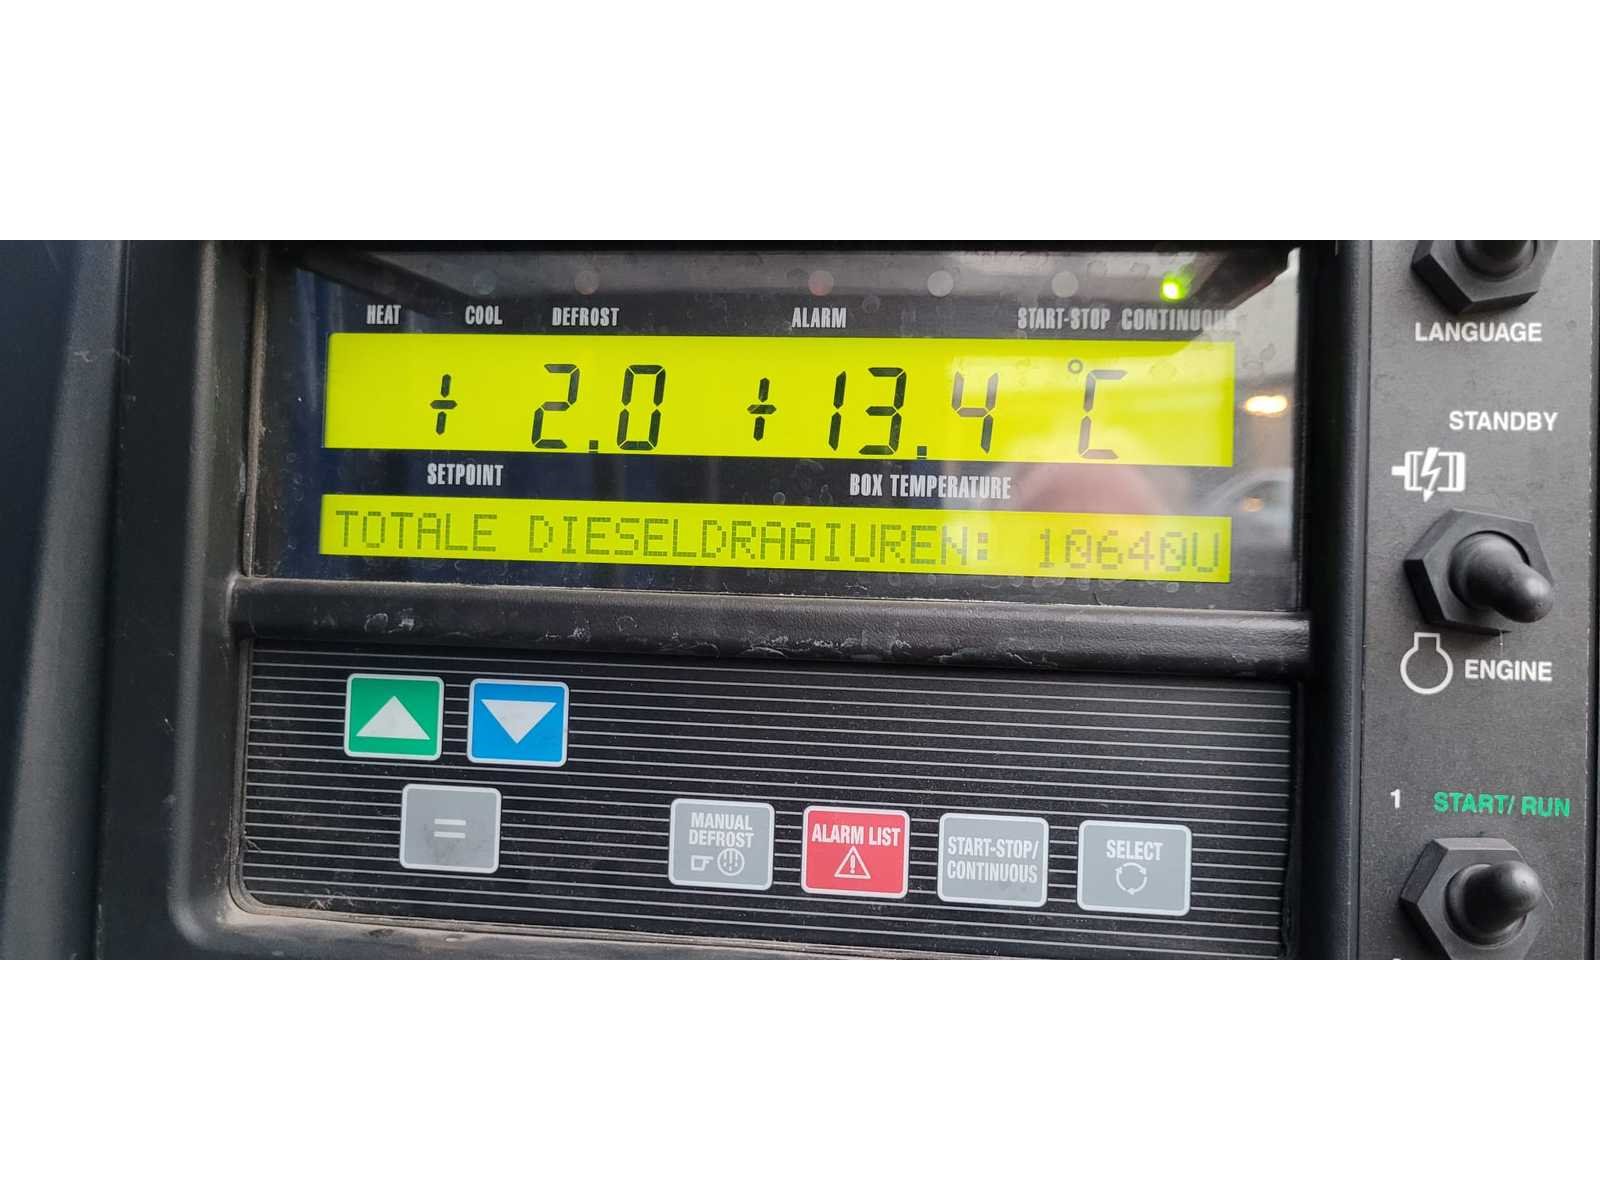 HEAT COOL DEFROST ALARM START-STOP CONTINUOUS
+ 2.0 +13.4 °C
SETPOINT BOX TEMPERATURE
TOTALE DIESELDRAAIUREN: 10640U
LANGUAGE
STANDBY
ENGINE
1 START/ RUN
=
MANUAL DEFROST
ALARM LIST
START-STOP/
CONTINUOUS
SELECT